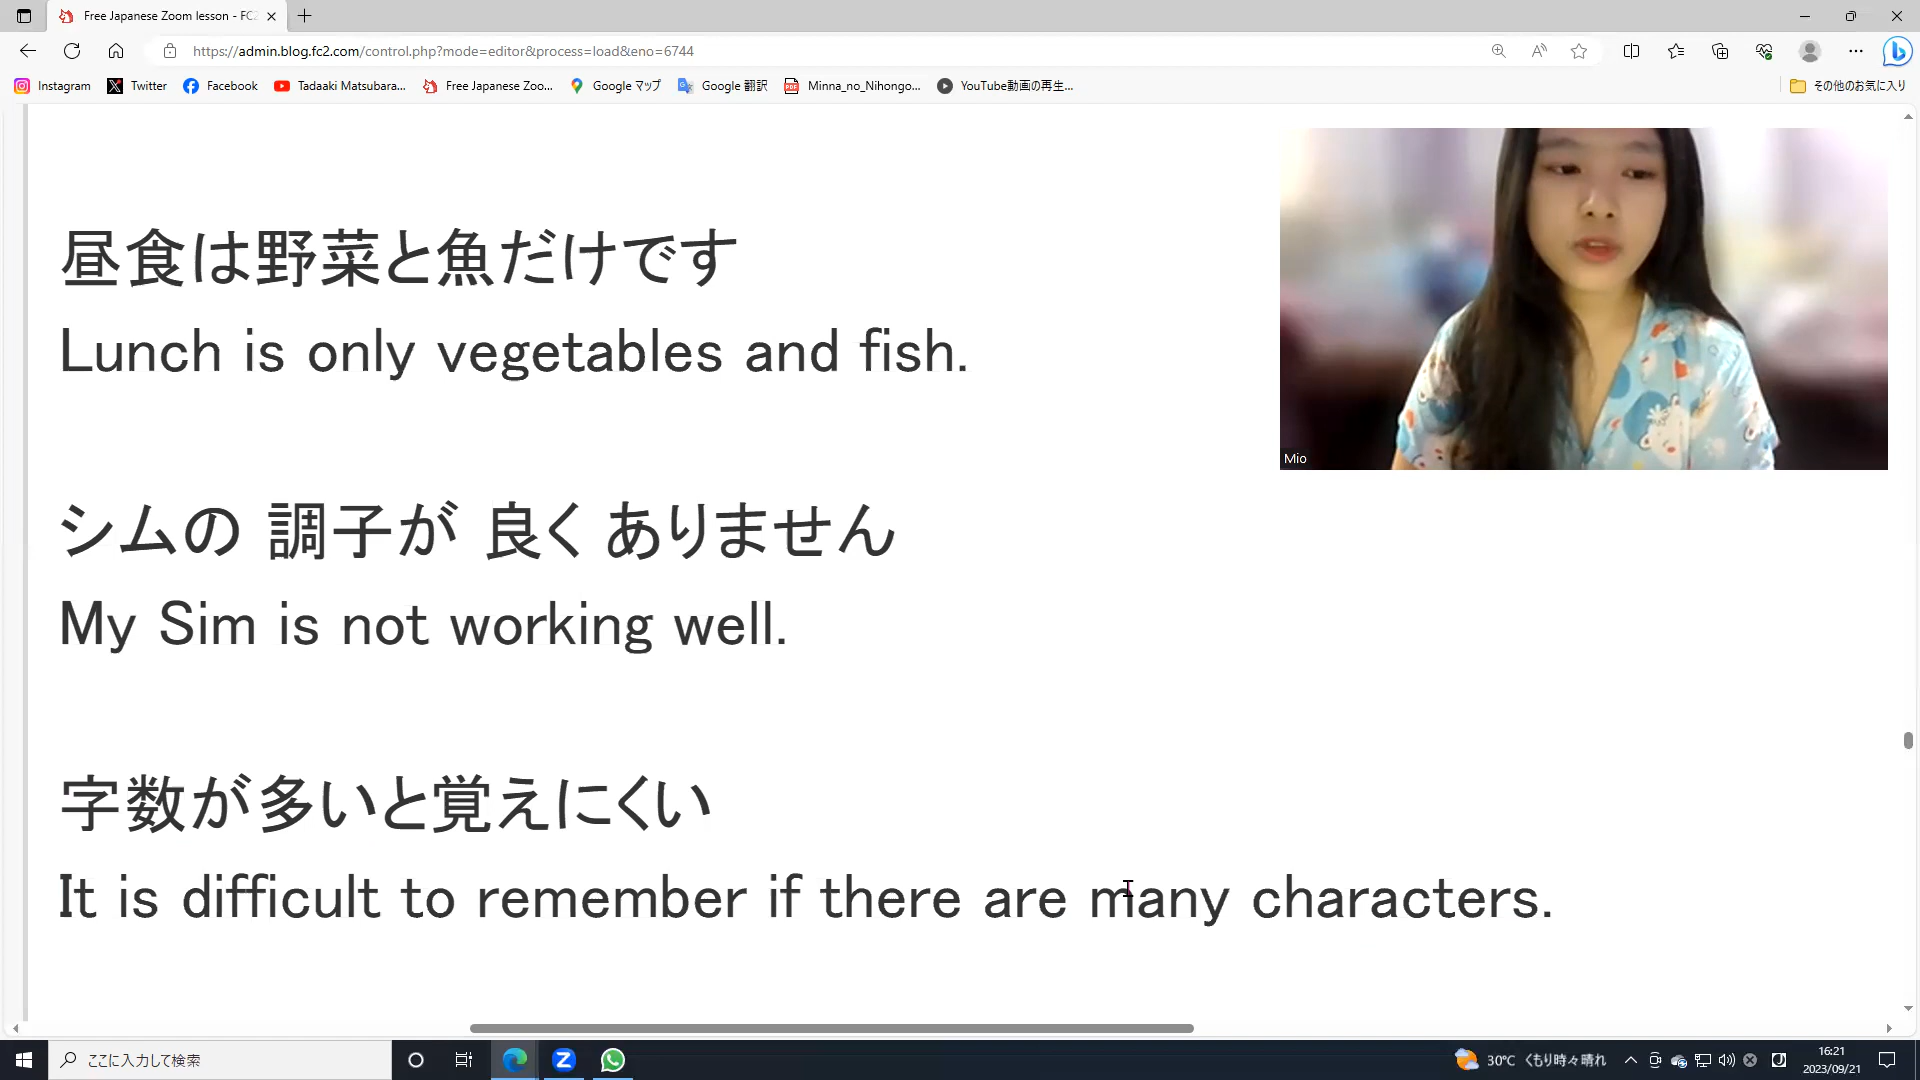 Free Japanese Zoom lesson - FC2
https://admin.blog.fc2.com/control.php?mode=editor&process=load&eno=6744
Instagram
Twitter
Facebook
Tadaaki Matsubara...
Free Japanese Zoo...
Google マップ
Google 翻訳
Minna_no_Nihongo...
YouTube動画の再生...
その他のお気に入り
昼食は野菜と魚だけです
Lunch is only vegetables and fish.
シムの 調子が 良く ありません
My Sim is not working well.
字数が多いと覚えにくい
It is difficult to remember if there are many characters.
Mio
ここに入力して検索
30℃ くもり時々晴れ
16:21
2023/09/21